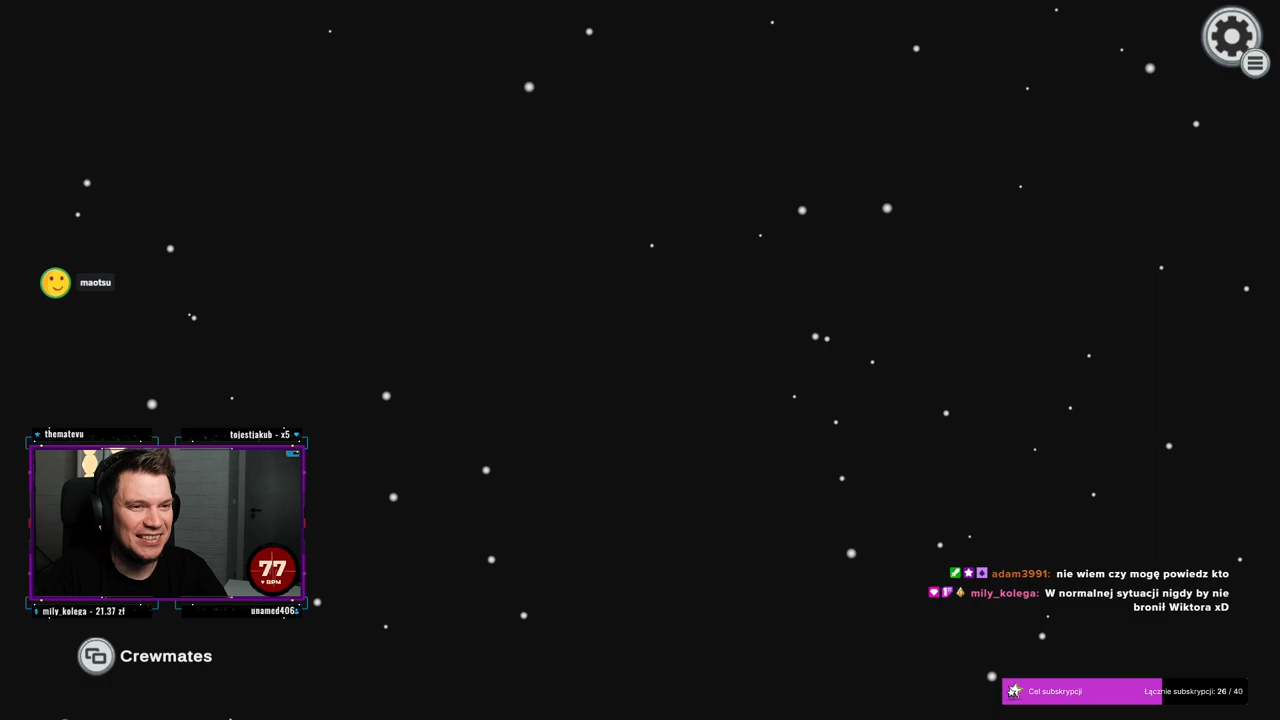 maotsu
thematevu
tojestjakub - x5
77
♥ BPM
mily_kolega - 21.37 zł
unamed406
Crewmates
adam3991: nie wiem czy mogę powiedz kto
mily_kolega: W normalnej sytuacji nigdy by nie
bronił Wiktora xD
Cel subskrypcji
Łącznie subskrypcji: 26 / 40